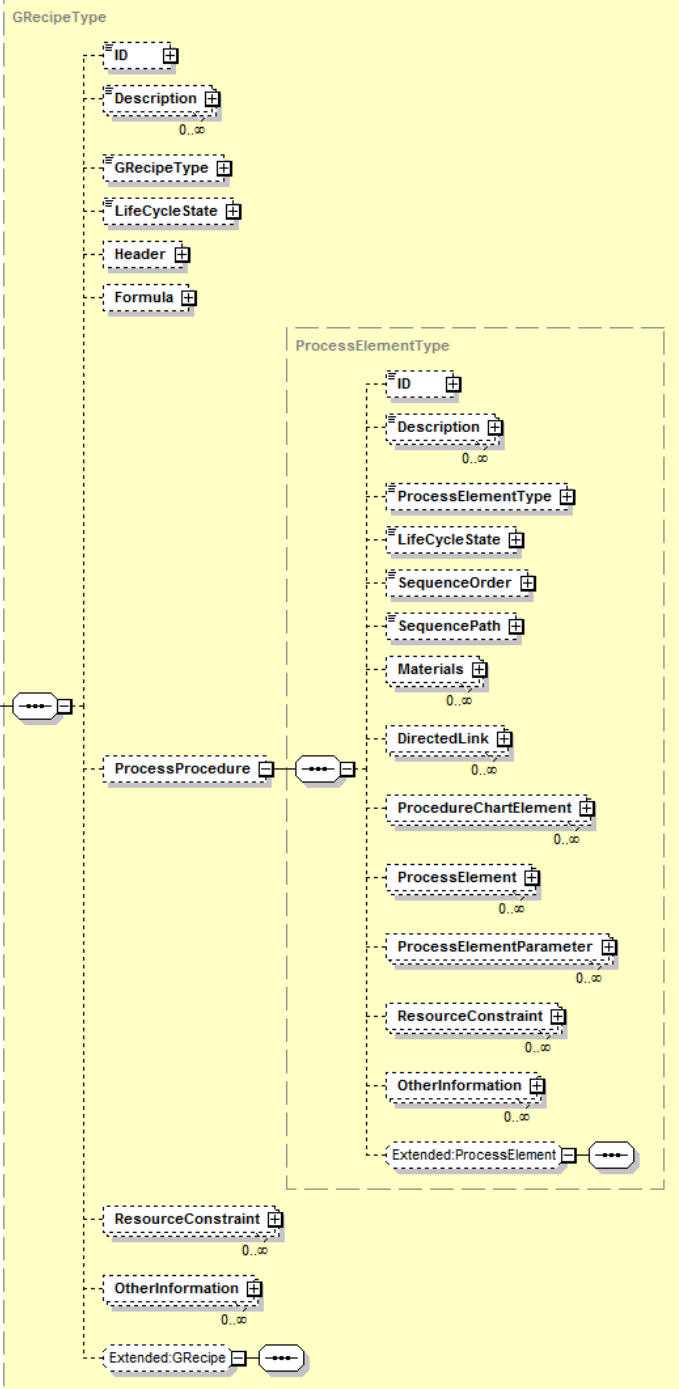 GRecipeType
ID
Description
0..∞
GRecipeType
LifeCycleState
Header
Formula
ProcessProcedure
ProcessElementType
ID
Description
0..∞
ProcessElementType
LifeCycleState
SequenceOrder
SequencePath
Materials
0..∞
DirectedLink
0..∞
ProcedureChartElement
0..∞
ProcessElement
0..∞
ProcessElementParameter
0..∞
ResourceConstraint
0..∞
OtherInformation
0..∞
Extended:ProcessElement
ResourceConstraint
0..∞
OtherInformation
0..∞
Extended:GRecipe